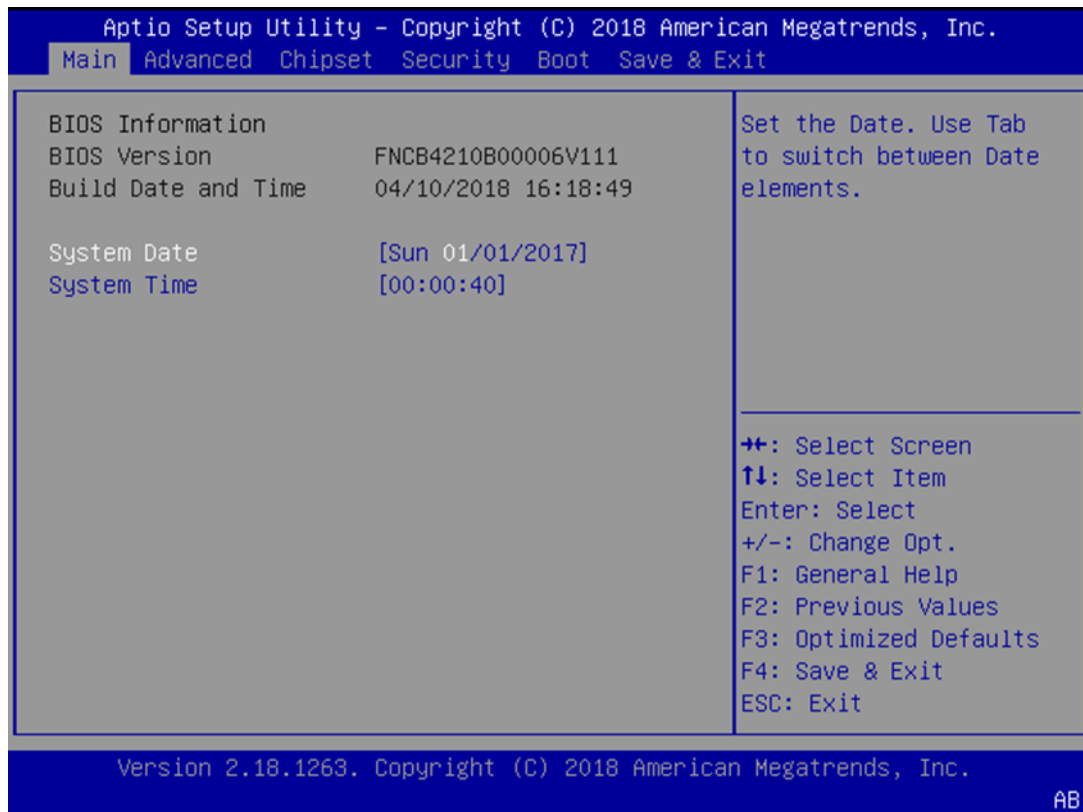 Aptio Setup Utility – Copyright (C) 2018 American Megatrends, Inc.
Main Advanced Chipset Security Boot Save & Exit
BIOS Information
BIOS Version FNCB4210B00006V111
Build Date and Time 04/10/2018 16:18:49
System Date [Sun 01/01/2017]
System Time [00:00:40]
Set the Date. Use Tab
to switch between Date
elements.
→←: Select Screen
↑↓: Select Item
Enter: Select
+/-: Change Opt.
F1: General Help
F2: Previous Values
F3: Optimized Defaults
F4: Save & Exit
ESC: Exit
Version 2.18.1263. Copyright (C) 2018 American Megatrends, Inc.
AB